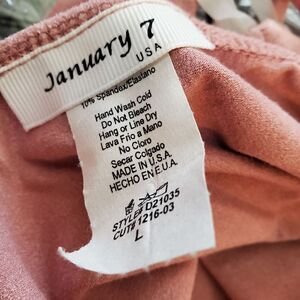 January 7
USA
10% Spandex/Elastano
Hand Wash Cold
Do Not Bleach
Hang or Line Dry
Lava Frio a Mano
No Cloro
Secar Colgado
MADE IN U.S.A.
HECHO EN E.U.A.
STYLE# D21035
CUT# 1216-03
L